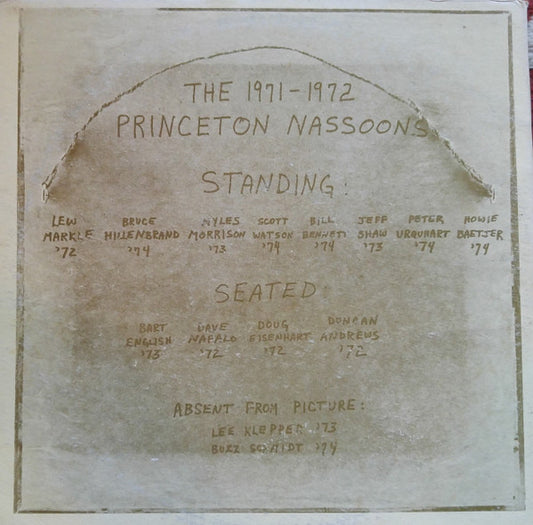 THE 1971-1972
PRINCETON NASSOONS
STANDING:
LEW BRUCE MYLES SCOTT BILL JEFF PETER HOWIE
MARKLE HILLENBRAND MORRISON WATSON BENNETT SHAW URQUHART BAETJER
'72 '74 '73 '74 '74 '73 '74 '74
SEATED:
BART DAVE DOUG DUNCAN
ENGLISH EISENHART ANDREWS
'73 '72 '72 '72
ABSENT FROM PICTURE:
LEE KLEPPER '73
BUZZ SCHMIDT '74